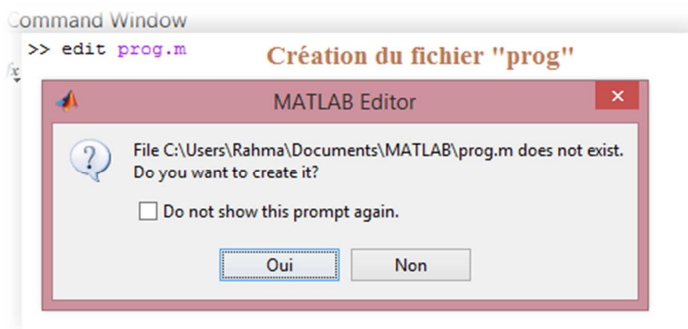 Command Window
>> edit prog.m
Création du fichier "prog"
fx
MATLAB Editor
File C:\Users\Rahma\Documents\MATLAB\prog.m does not exist.
Do you want to create it?
Do not show this prompt again.
Oui
Non